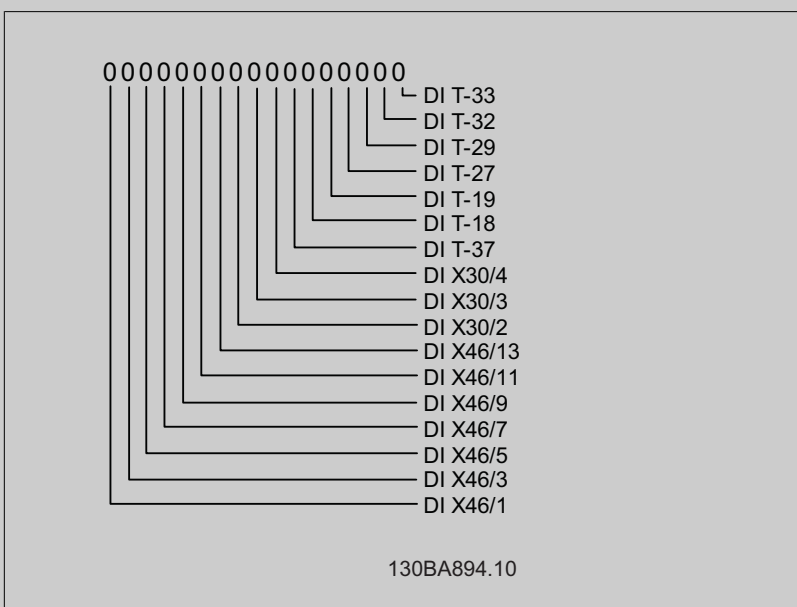 00000000000000000
DI T-33
DI T-32
DI T-29
DI T-27
DI T-19
DI T-18
DI T-37
DI X30/4
DI X30/3
DI X30/2
DI X46/13
DI X46/11
DI X46/9
DI X46/7
DI X46/5
DI X46/3
DI X46/1
130BA894.10